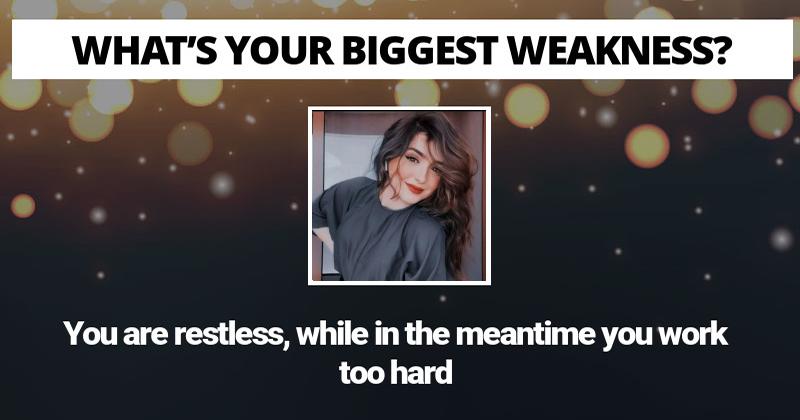 WHAT’S YOUR BIGGEST WEAKNESS?
You are restless, while in the meantime you work
too hard